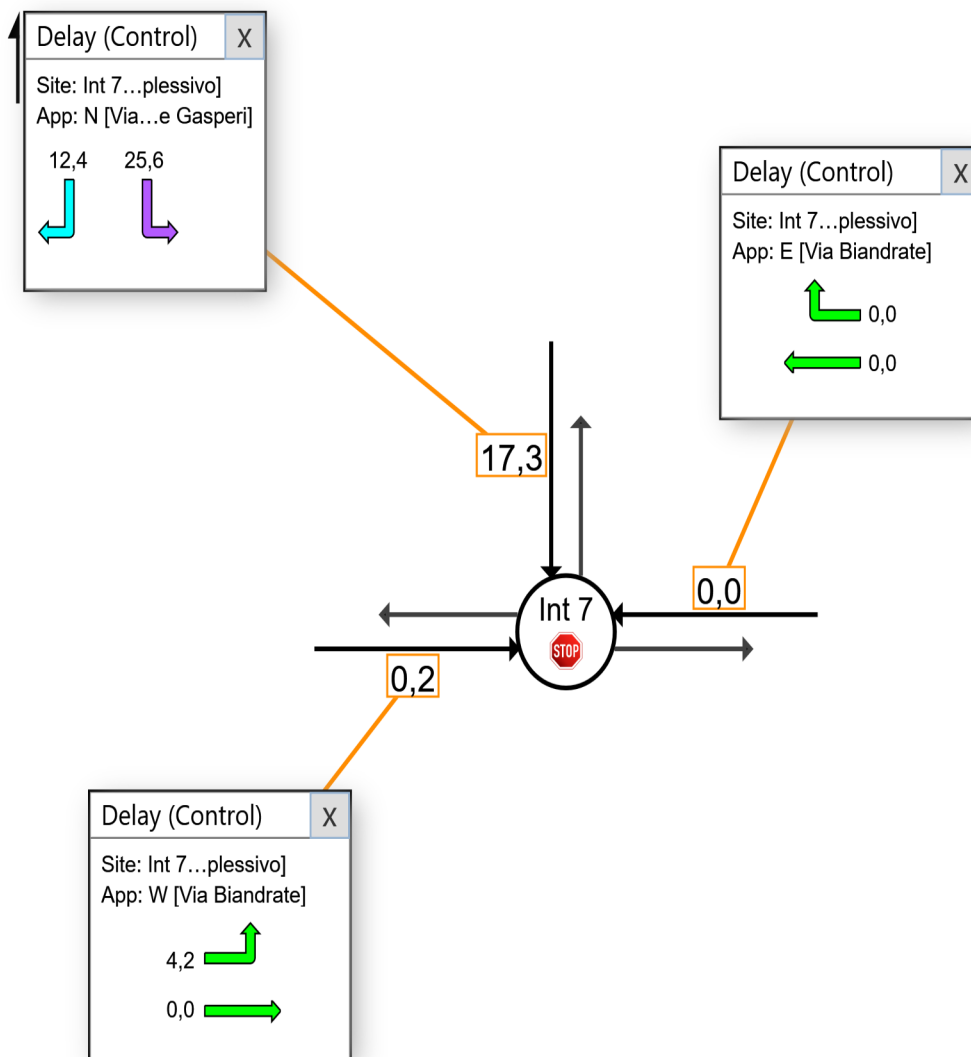 Delay (Control) X
Site: Int 7...plessivo]
App: N [Via...e Gasperi]
12,4 25,6
Delay (Control) X
Site: Int 7...plessivo]
App: E [Via Biandrate]
0,0
0,0
17,3
0,0
Int 7
STOP
0,2
Delay (Control) X
Site: Int 7...plessivo]
App: W [Via Biandrate]
4,2
0,0